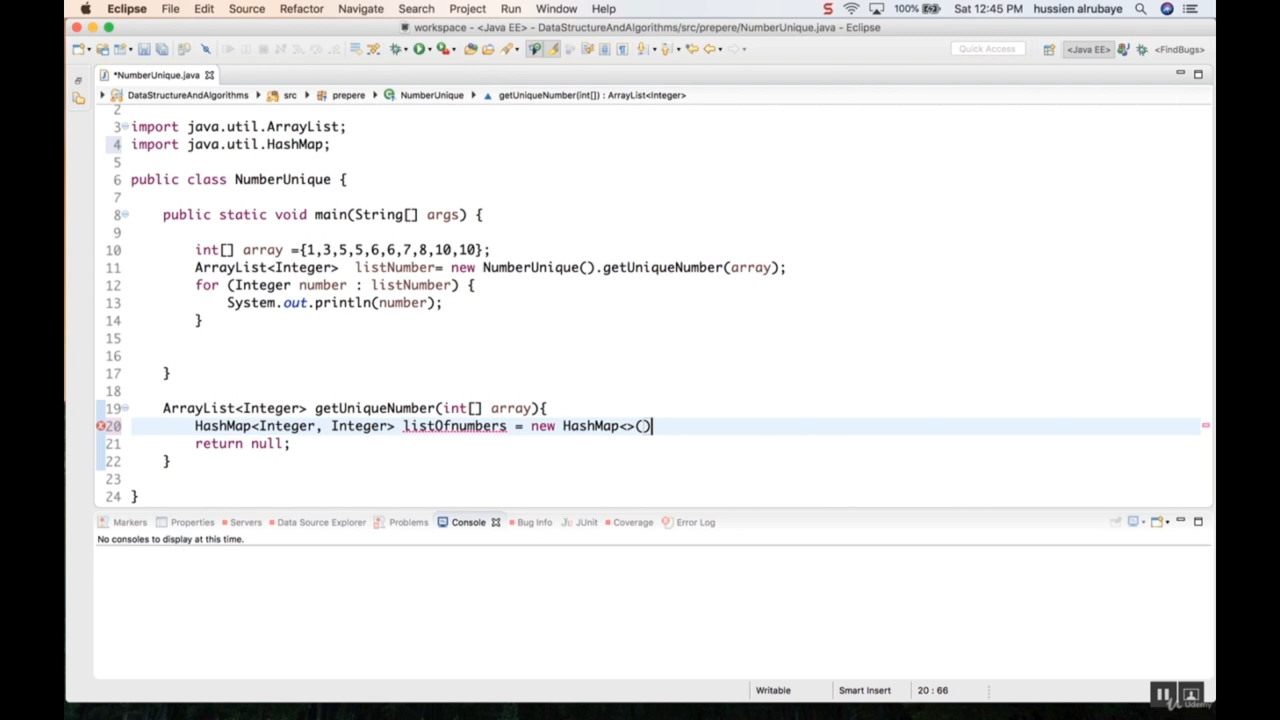 Eclipse File Edit Source Refactor Navigate Search Project Run Window Help S 100% Sat 12:45 PM hussien alrubaye
workspace - <Java EE> - DataStructureAndAlgorithms/src/prepere/NumberUnique.java - Eclipse
Quick Access <Java EE> <FindBugs>
*NumberUnique.java
DataStructureAndAlgorithms src prepere NumberUnique getUniqueNumber(int[]) : ArrayList<Integer>
2
3 import java.util.ArrayList;
4 import java.util.HashMap;
5
6 public class NumberUnique {
7
8 public static void main(String[] args) {
9
10 int[] array ={1,3,5,5,6,6,7,8,10,10};
11 ArrayList<Integer> listNumber= new NumberUnique().getUniqueNumber(array);
12 for (Integer number : listNumber) {
13 System.out.println(number);
14 }
15
16
17 }
18
19 ArrayList<Integer> getUniqueNumber(int[] array){
20 HashMap<Integer, Integer> listOfnumbers = new HashMap<>()
21 return null;
22 }
23
24 }
Markers Properties Servers Data Source Explorer Problems Console Bug Info JUnit Coverage Error Log
No consoles to display at this time.
Writable Smart Insert 20 : 66
Udemy